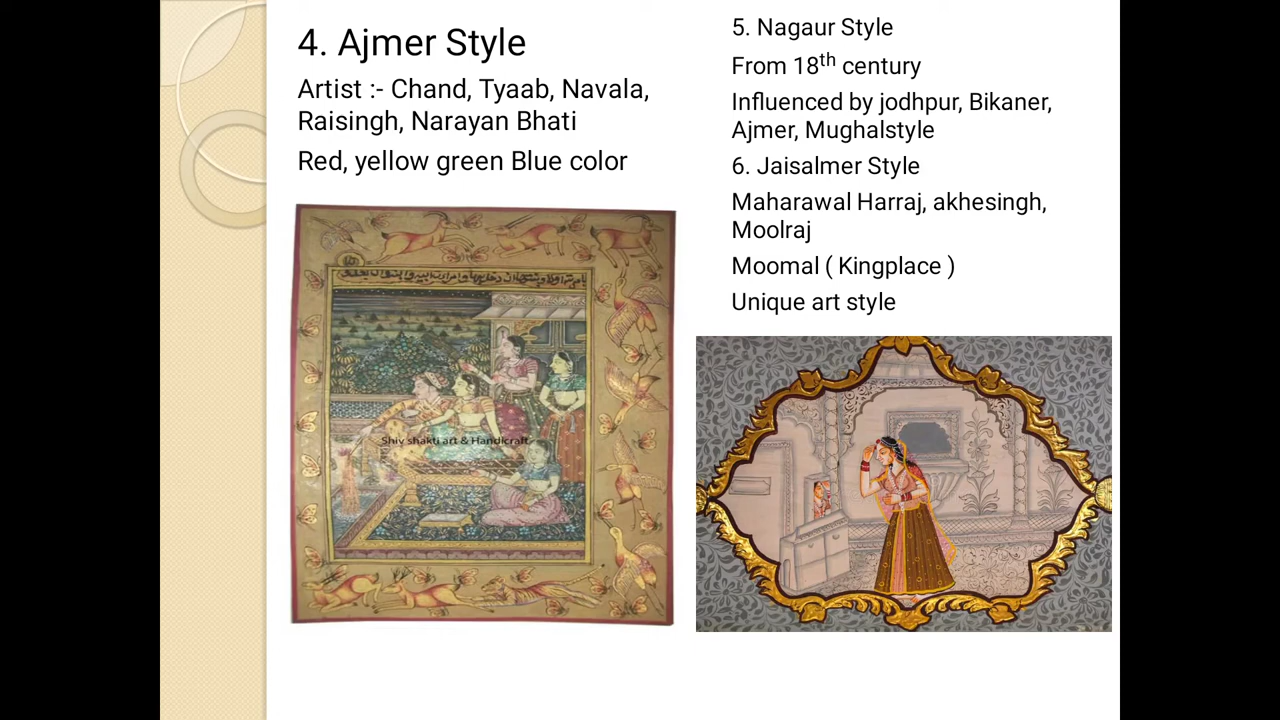 4. Ajmer Style
Artist :- Chand, Tyaab, Navala,
Raisingh, Narayan Bhati
Red, yellow green Blue color
Shiv shakti art & Handicraft
5. Nagaur Style
From 18th century
Influenced by jodhpur, Bikaner,
Ajmer, Mughalstyle
6. Jaisalmer Style
Maharawal Harraj, akhesingh,
Moolraj
Moomal ( Kingplace )
Unique art style